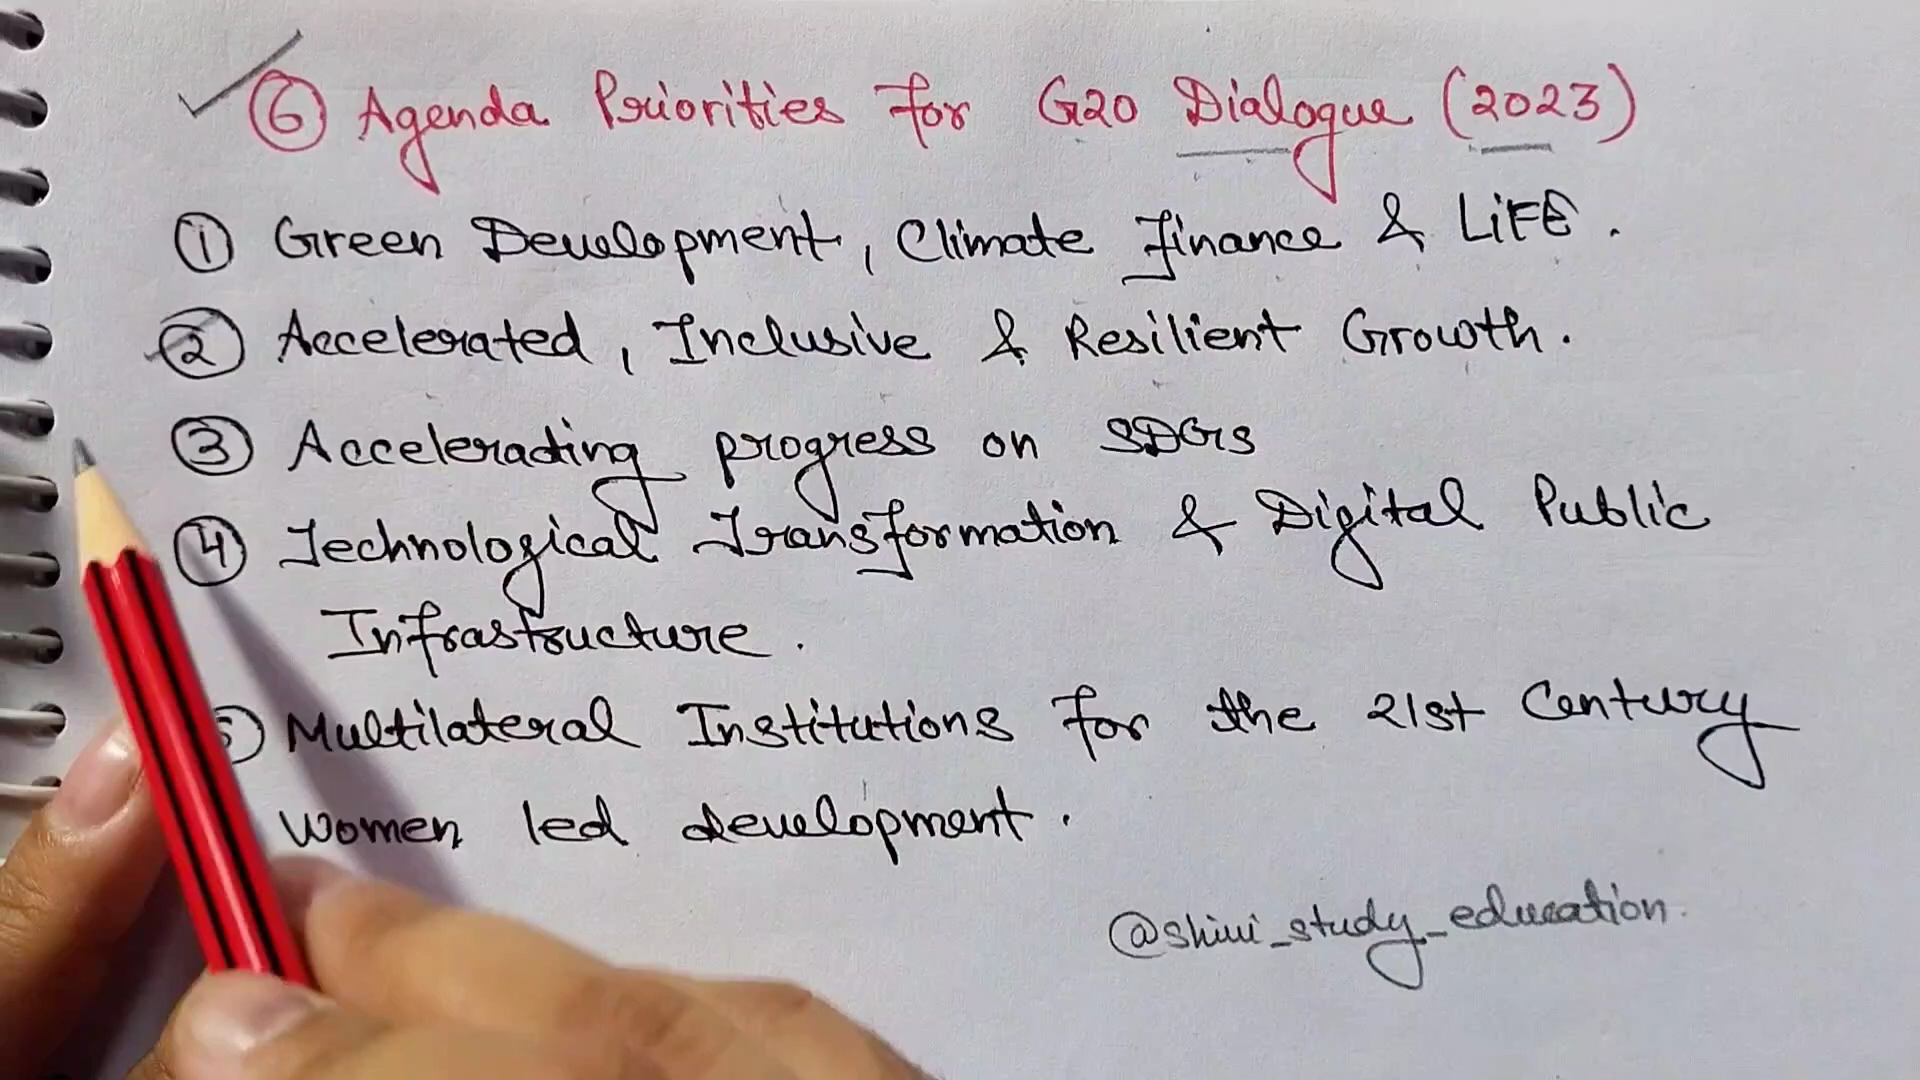 ⑥ Agenda Priorities for G20 Dialogue (2023)
① Green Development, Climate Finance & LiFE.
② Accelerated, Inclusive & Resilient Growth.
③ Accelerating progress on SDGs
④ Technological Transformation & Digital Public
Infrastructure.
5) Multilateral Institutions for the 21st Century
Women led development.
@shivi_study_education.